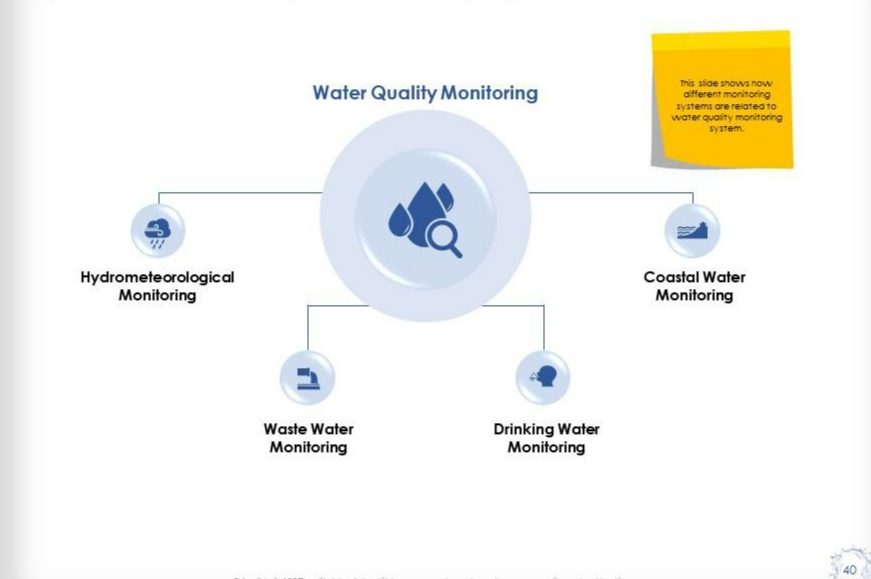 Water Quality Monitoring
This slide shows how
different monitoring
systems are related to
water quality monitoring
system.
Hydrometeorological
Monitoring
Coastal Water
Monitoring
Waste Water
Monitoring
Drinking Water
Monitoring
40